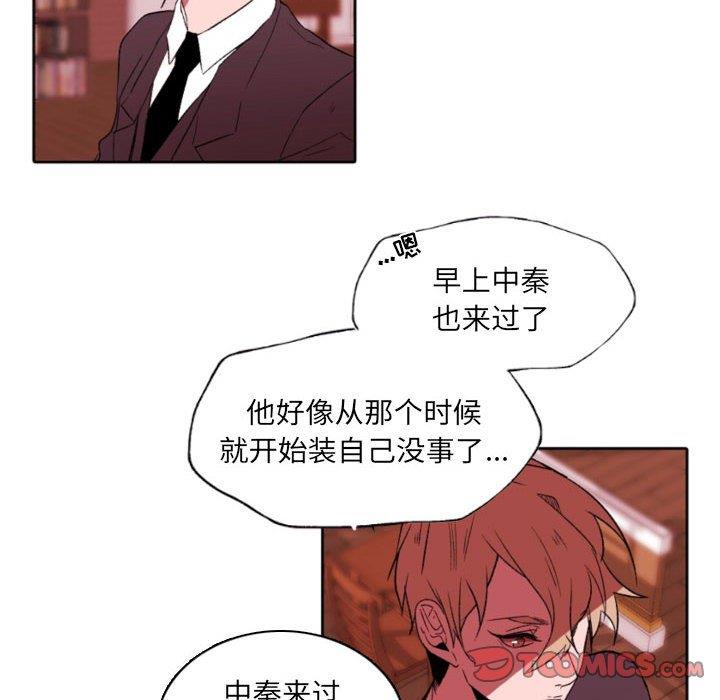 ...嗯
早上中秦
也来过了
他好像从那个时候
就开始装自己没事了...
中秦来过
TOOMICS.COM